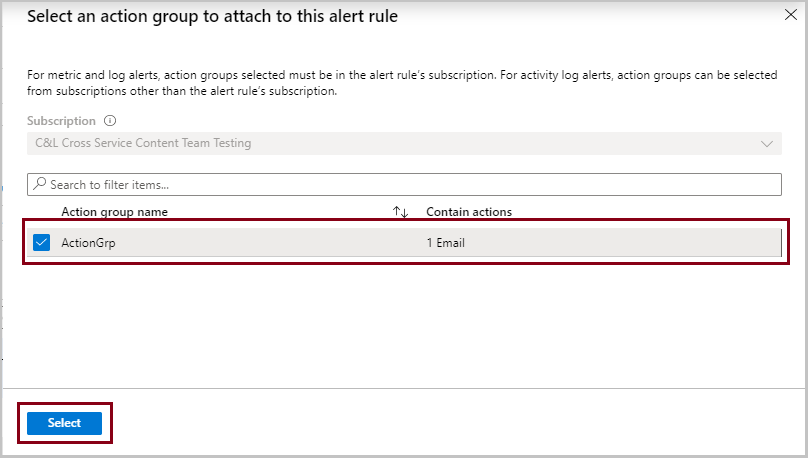 Select an action group to attach to this alert rule
For metric and log alerts, action groups selected must be in the alert rule's subscription. For activity log alerts, action groups can be selected
from subscriptions other than the alert rule's subscription.
Subscription
C&L Cross Service Content Team Testing
Search to filter items...
Action group name Contain actions
ActionGrp 1 Email
Select